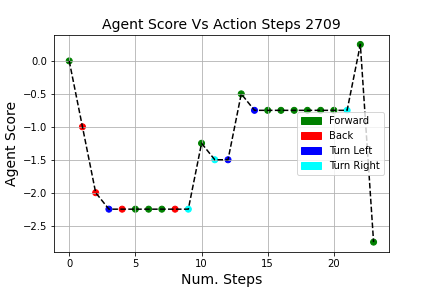 Agent Score Vs Action Steps 2709
Agent Score
0.0
−0.5
−1.0
−1.5
−2.0
−2.5
Forward
Back
Turn Left
Turn Right
0
5
10
15
20
Num. Steps